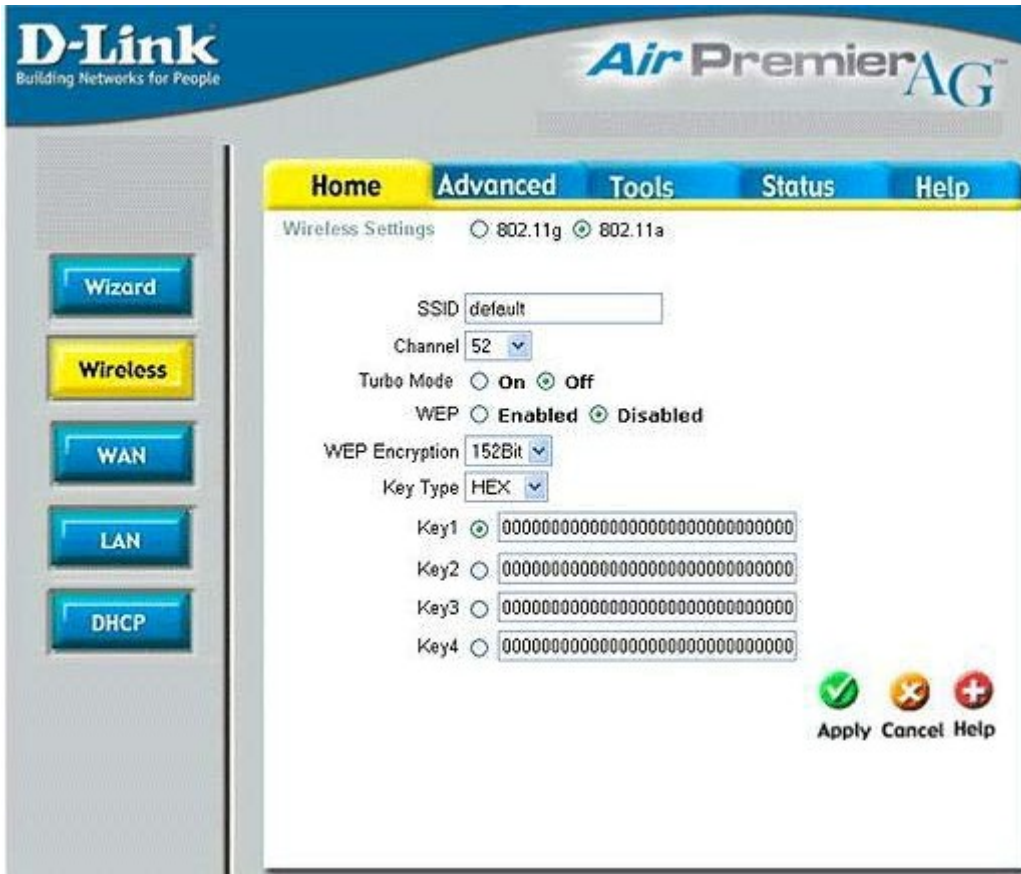 D-Link
Building Networks for People
Air Premier AG™
Home Advanced Tools Status Help
Wireless Settings 802.11g 802.11a
Wizard
Wireless
WAN
LAN
DHCP
SSID default
Channel 52
Turbo Mode On Off
WEP Enabled Disabled
WEP Encryption 152Bit
Key Type HEX
Key1 00000000000000000000000000000000
Key2 00000000000000000000000000000000
Key3 00000000000000000000000000000000
Key4 00000000000000000000000000000000
Apply Cancel Help